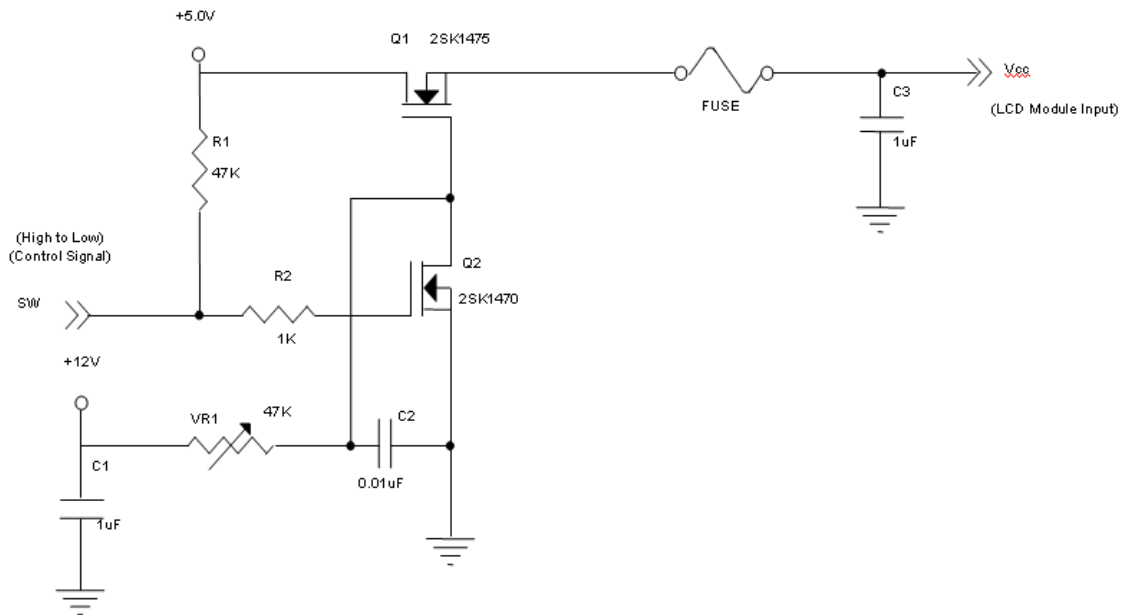 +5.0V
Q1 2SK1475
Vcc
C3
FUSE
(LCD Module Input)
R1
47K
1uF
(High to Low)
(Control Signal)
R2
Q2
SW
2SK1470
1K
+12V
VR1
47K
C2
C1
0.01uF
1uF